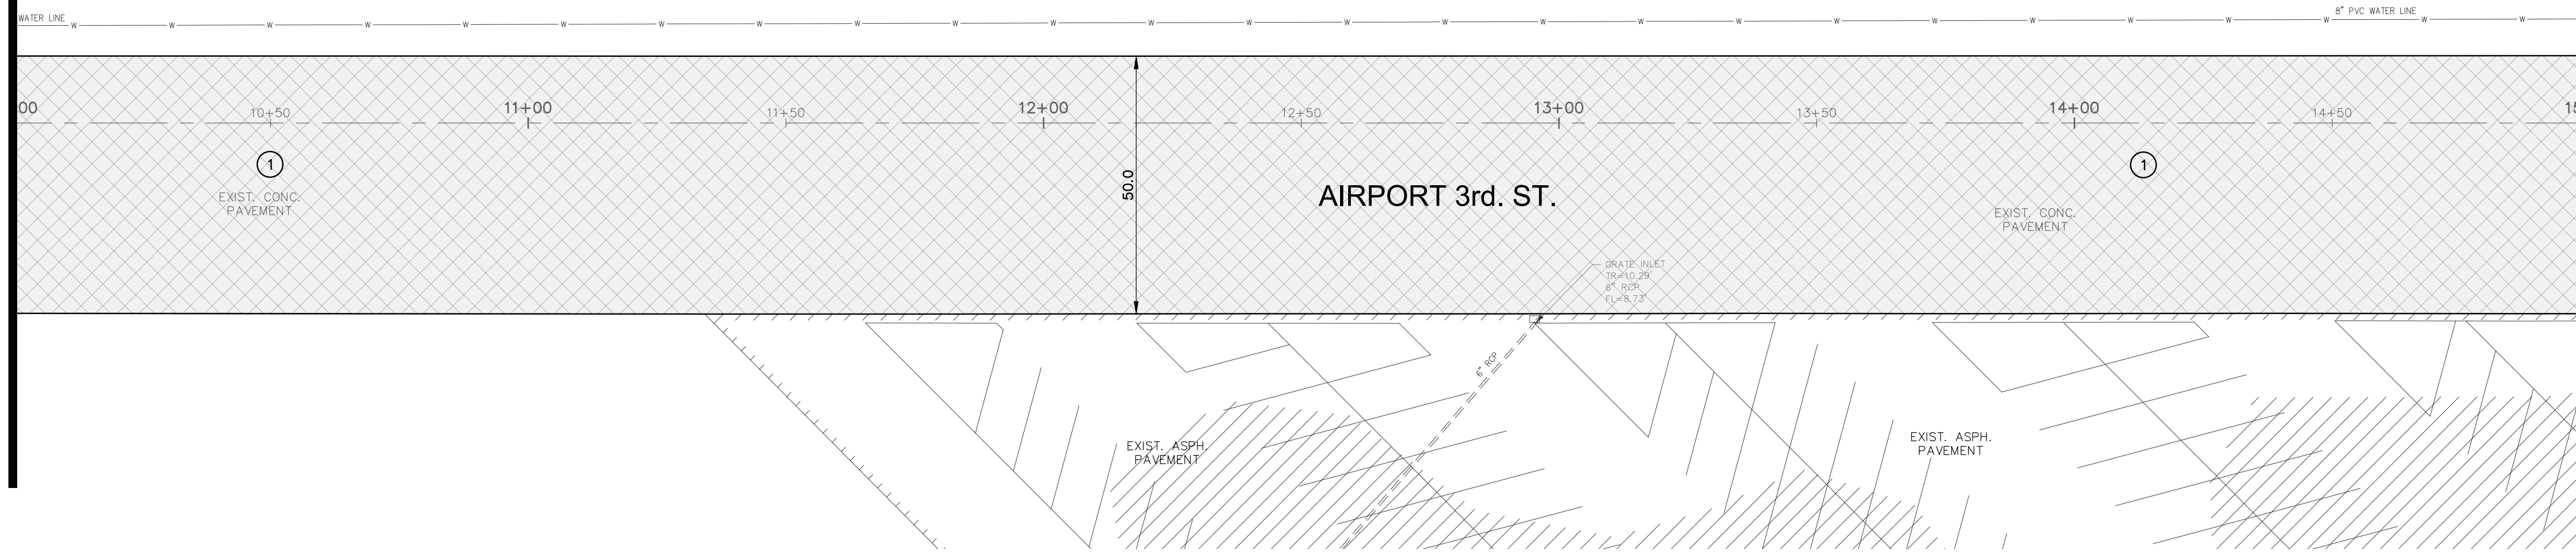 WATER LINE
W W W W W W W W W W W W W W W W W W W W W W W W W W
8" PVC WATER LINE
00 10+50 11+00 11+50 12+00 12+50 13+00 13+50 14+00 14+50 15
1
EXIST. CONC.
PAVEMENT
50.0
AIRPORT 3rd. ST.
1
EXIST. CONC.
PAVEMENT
GRATE INLET
TR=10.29'
6" RCP
FL=8.73'
6" RCP
EXIST. ASPH.
PAVEMENT
EXIST. ASPH.
PAVEMENT